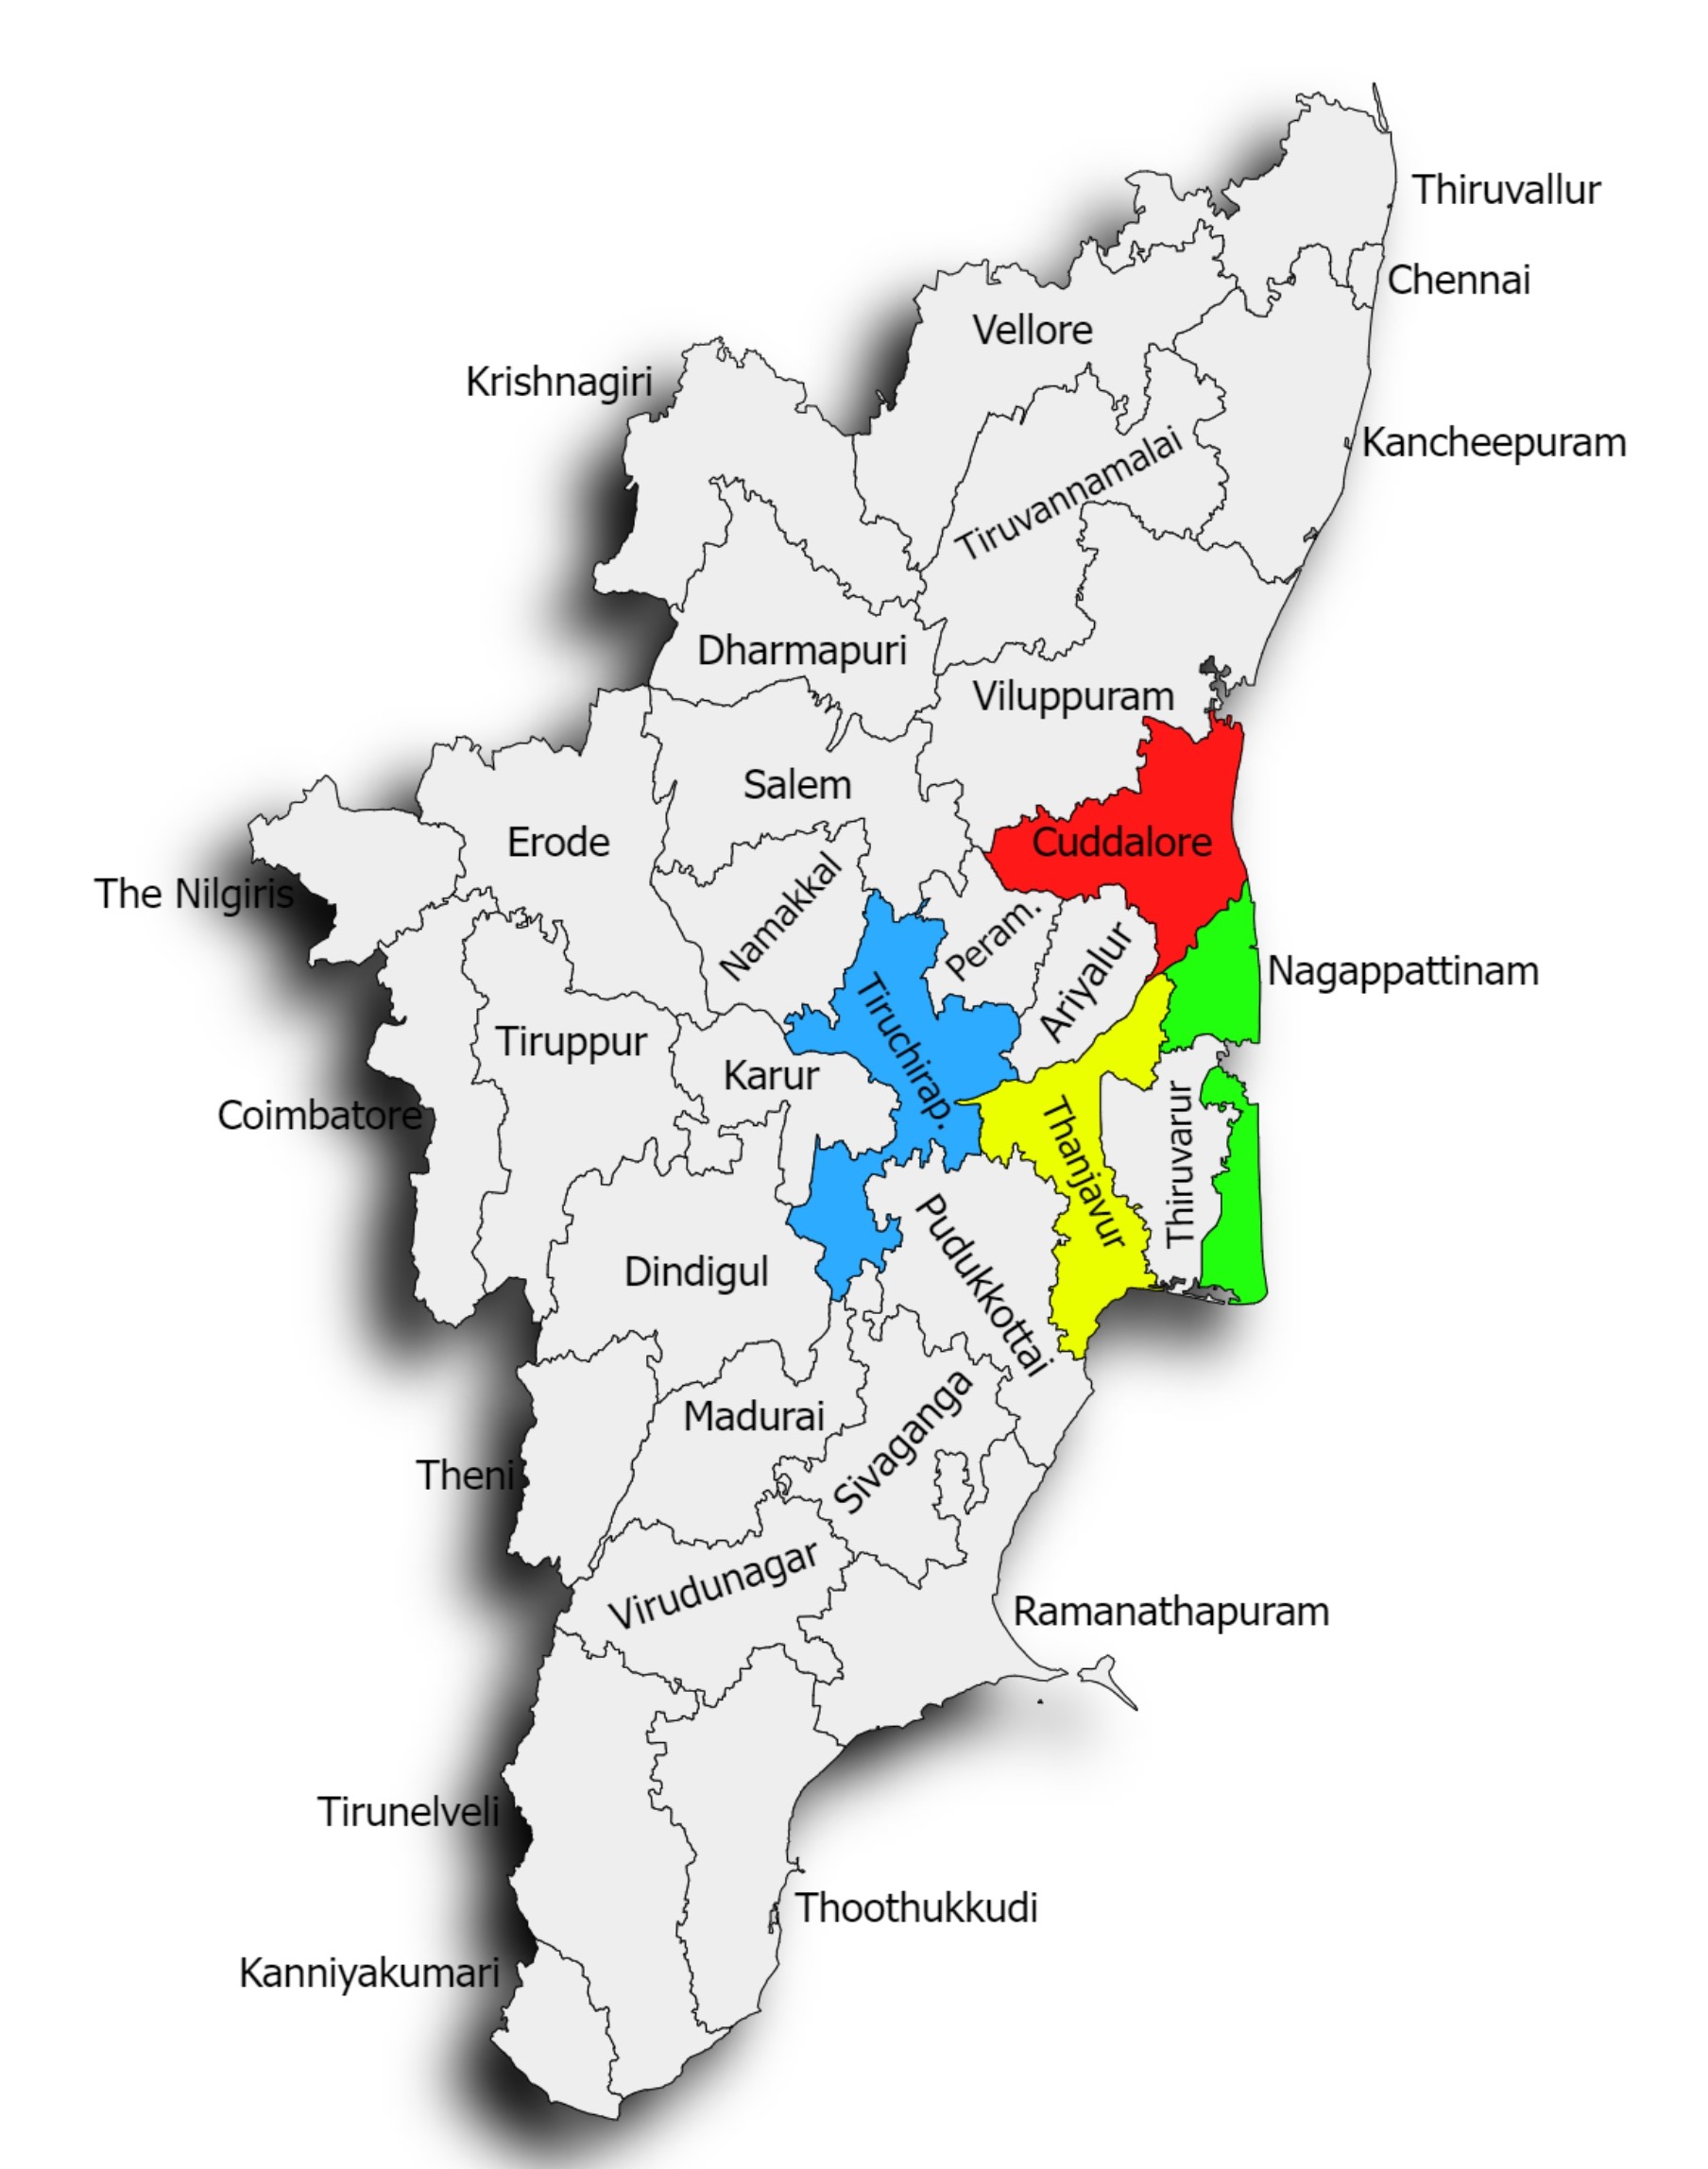 Thiruvallur
Chennai
Vellore
Krishnagiri
Kancheepuram
Tiruvannamalai
Dharmapuri
Viluppuram
Salem
Erode
Cuddalore
The Nilgiris
Namakkal
Peram.
Ariyalur
Nagappattinam
Tiruchirap.
Tiruppur
Karur
Coimbatore
Thanjavur
Thiruvarur
Dindigul
Pudukkottai
Madurai
Sivaganga
Theni
Virudunagar
Ramanathapuram
Tirunelveli
Thoothukkudi
Kanniyakumari